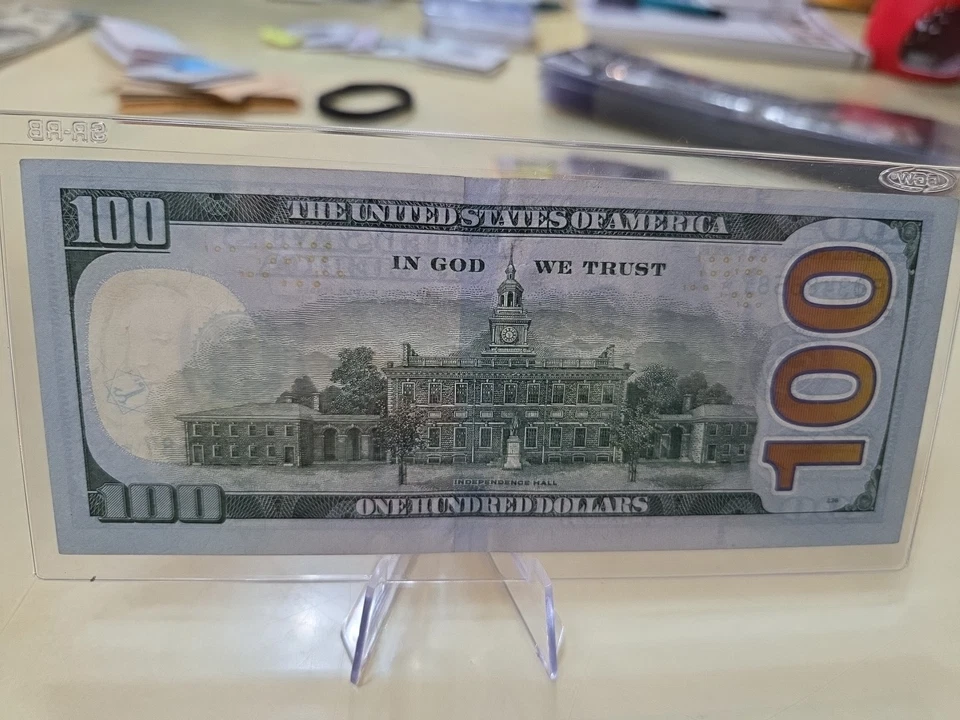 100
THE UNITED STATES OF AMERICA
IN GOD WE TRUST
100
INDEPENDENCE HALL
100
ONE HUNDRED DOLLARS